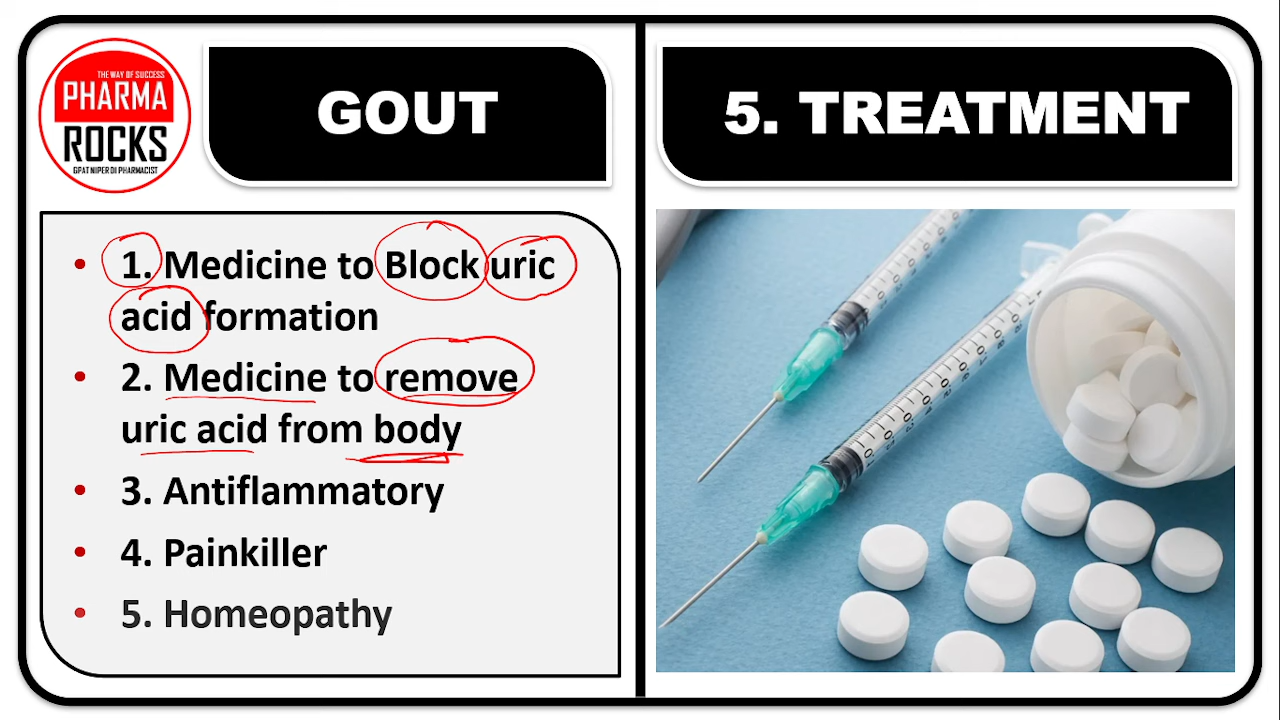 THE WAY OF SUCCESS
PHARMA
ROCKS
GPAT NIPER DI PHARMACIST
GOUT
• 1. Medicine to Block uric
acid formation
• 2. Medicine to remove
uric acid from body
• 3. Antiflammatory
• 4. Painkiller
• 5. Homeopathy
5. TREATMENT